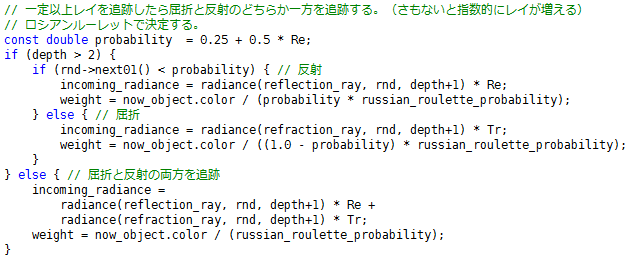 // 一定以上レイを追跡したら屈折と反射のどちらか一方を追跡する。（さもないと指数的にレイが増える）
// ロシアンルーレットで決定する。
const double probability  = 0.25 + 0.5 * Re;
if (depth > 2) {
    if (rnd->next01() < probability) { // 反射
        incoming_radiance = radiance(reflection_ray, rnd, depth+1) * Re;
        weight = now_object.color / (probability * russian_roulette_probability);
    } else { // 屈折
        incoming_radiance = radiance(refraction_ray, rnd, depth+1) * Tr;
        weight = now_object.color / ((1.0 - probability) * russian_roulette_probability);
    }
} else { // 屈折と反射の両方を追跡
    incoming_radiance =
        radiance(reflection_ray, rnd, depth+1) * Re +
        radiance(refraction_ray, rnd, depth+1) * Tr;
    weight = now_object.color / (russian_roulette_probability);
}